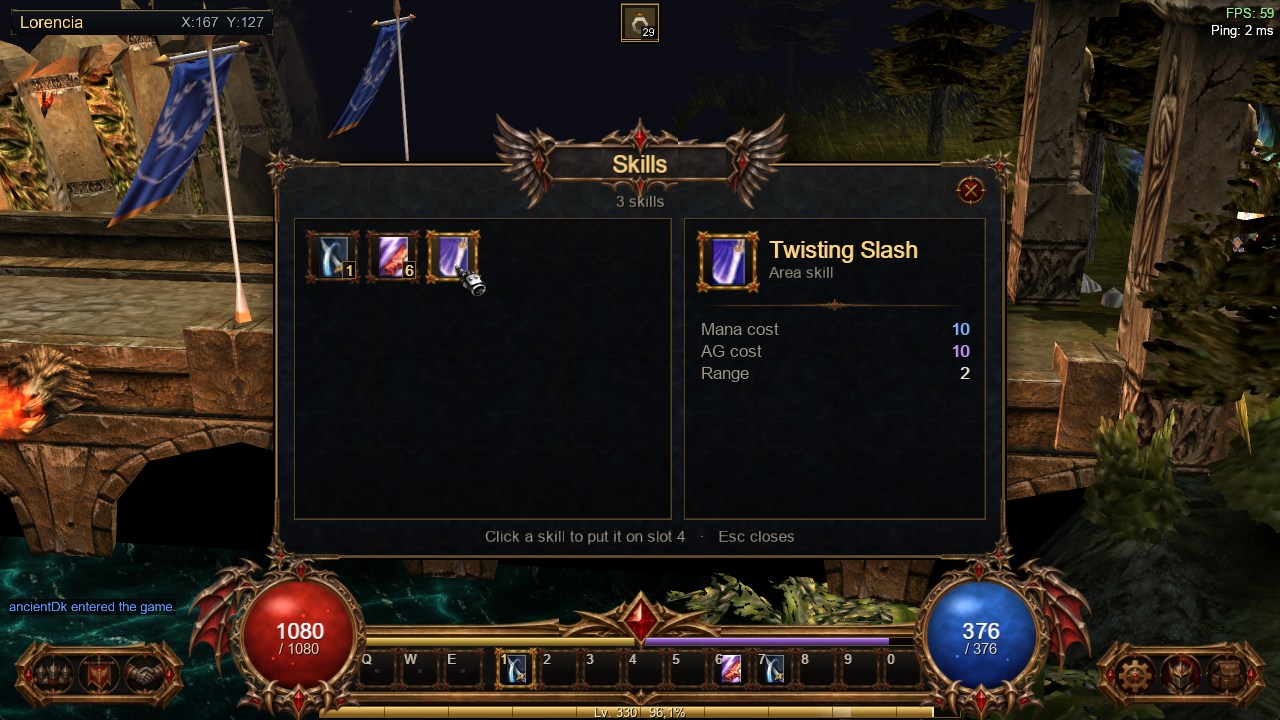 Lorencia X:167 Y:127
29
FPS: 59
Ping: 2 ms
Skills
3 skills
1
6
Twisting Slash
Area skill
Mana cost 10
AG cost 10
Range 2
Click a skill to put it on slot 4 · Esc closes
ancientDk entered the game.
1080
/ 1080
376
/ 376
Q W E 1 2 3 4 5 6 7 8 9 0
Lv. 330 96.1%